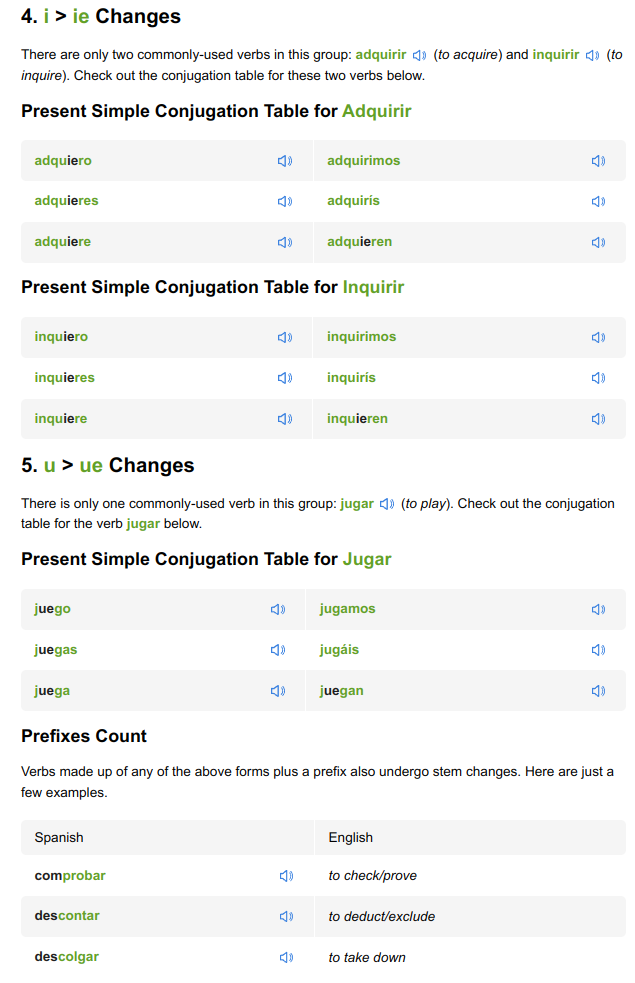 4. i > ie Changes
There are only two commonly-used verbs in this group: adquirir (to acquire) and inquirir (to
inquire). Check out the conjugation table for these two verbs below.
Present Simple Conjugation Table for Adquirir
adquiero adquirimos
adquieres adquirís
adquiere adquieren
Present Simple Conjugation Table for Inquirir
inquiero inquirimos
inquieres inquirís
inquiere inquieren
5. u > ue Changes
There is only one commonly-used verb in this group: jugar (to play). Check out the conjugation
table for the verb jugar below.
Present Simple Conjugation Table for Jugar
juego jugamos
juegas jugáis
juega juegan
Prefixes Count
Verbs made up of any of the above forms plus a prefix also undergo stem changes. Here are just a
few examples.
Spanish English
comprobar to check/prove
descontar to deduct/exclude
descolgar to take down